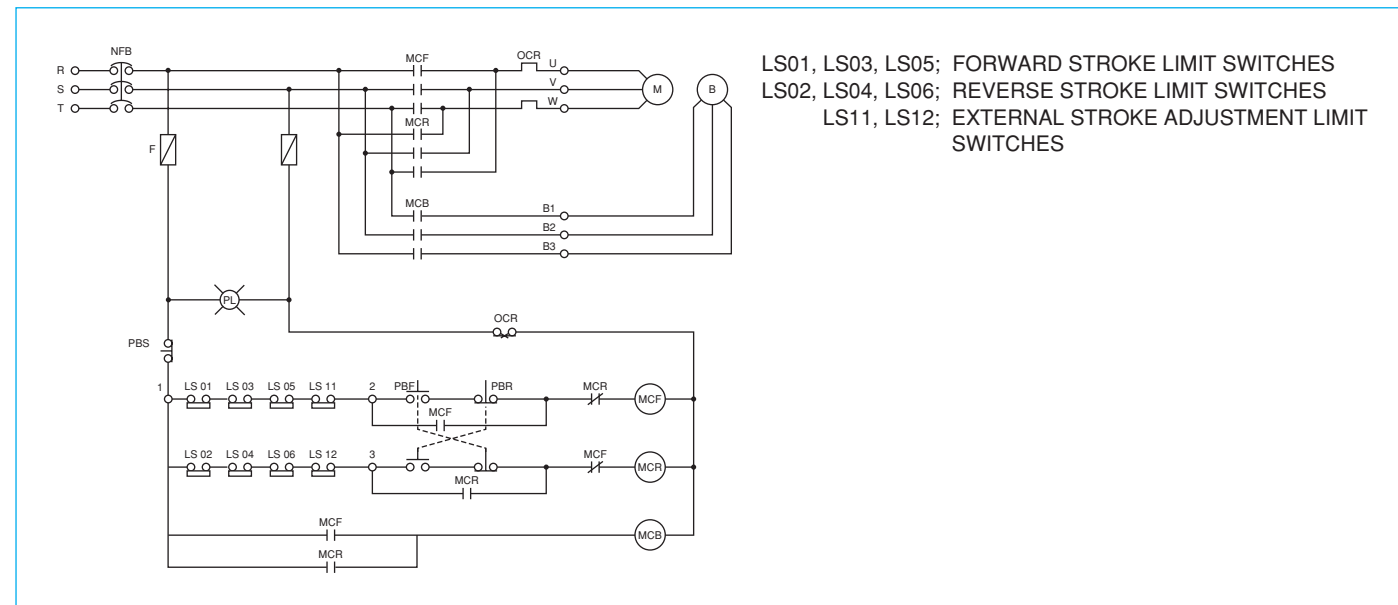 NFB
MCF
OCR
U
R
S
V
M
B
T
W
MCR
F
MCB
B1
B2
B3
PL
OCR
PBS
1 LS 01 LS 03 LS 05 LS 11 2 PBF PBR MCR
MCF
MCF
LS 02 LS 04 LS 06 LS 12 3 MCF
MCR
MCR
MCF
MCB
MCR
LS01, LS03, LS05; FORWARD STROKE LIMIT SWITCHES
LS02, LS04, LS06; REVERSE STROKE LIMIT SWITCHES
LS11, LS12; EXTERNAL STROKE ADJUSTMENT LIMIT
SWITCHES